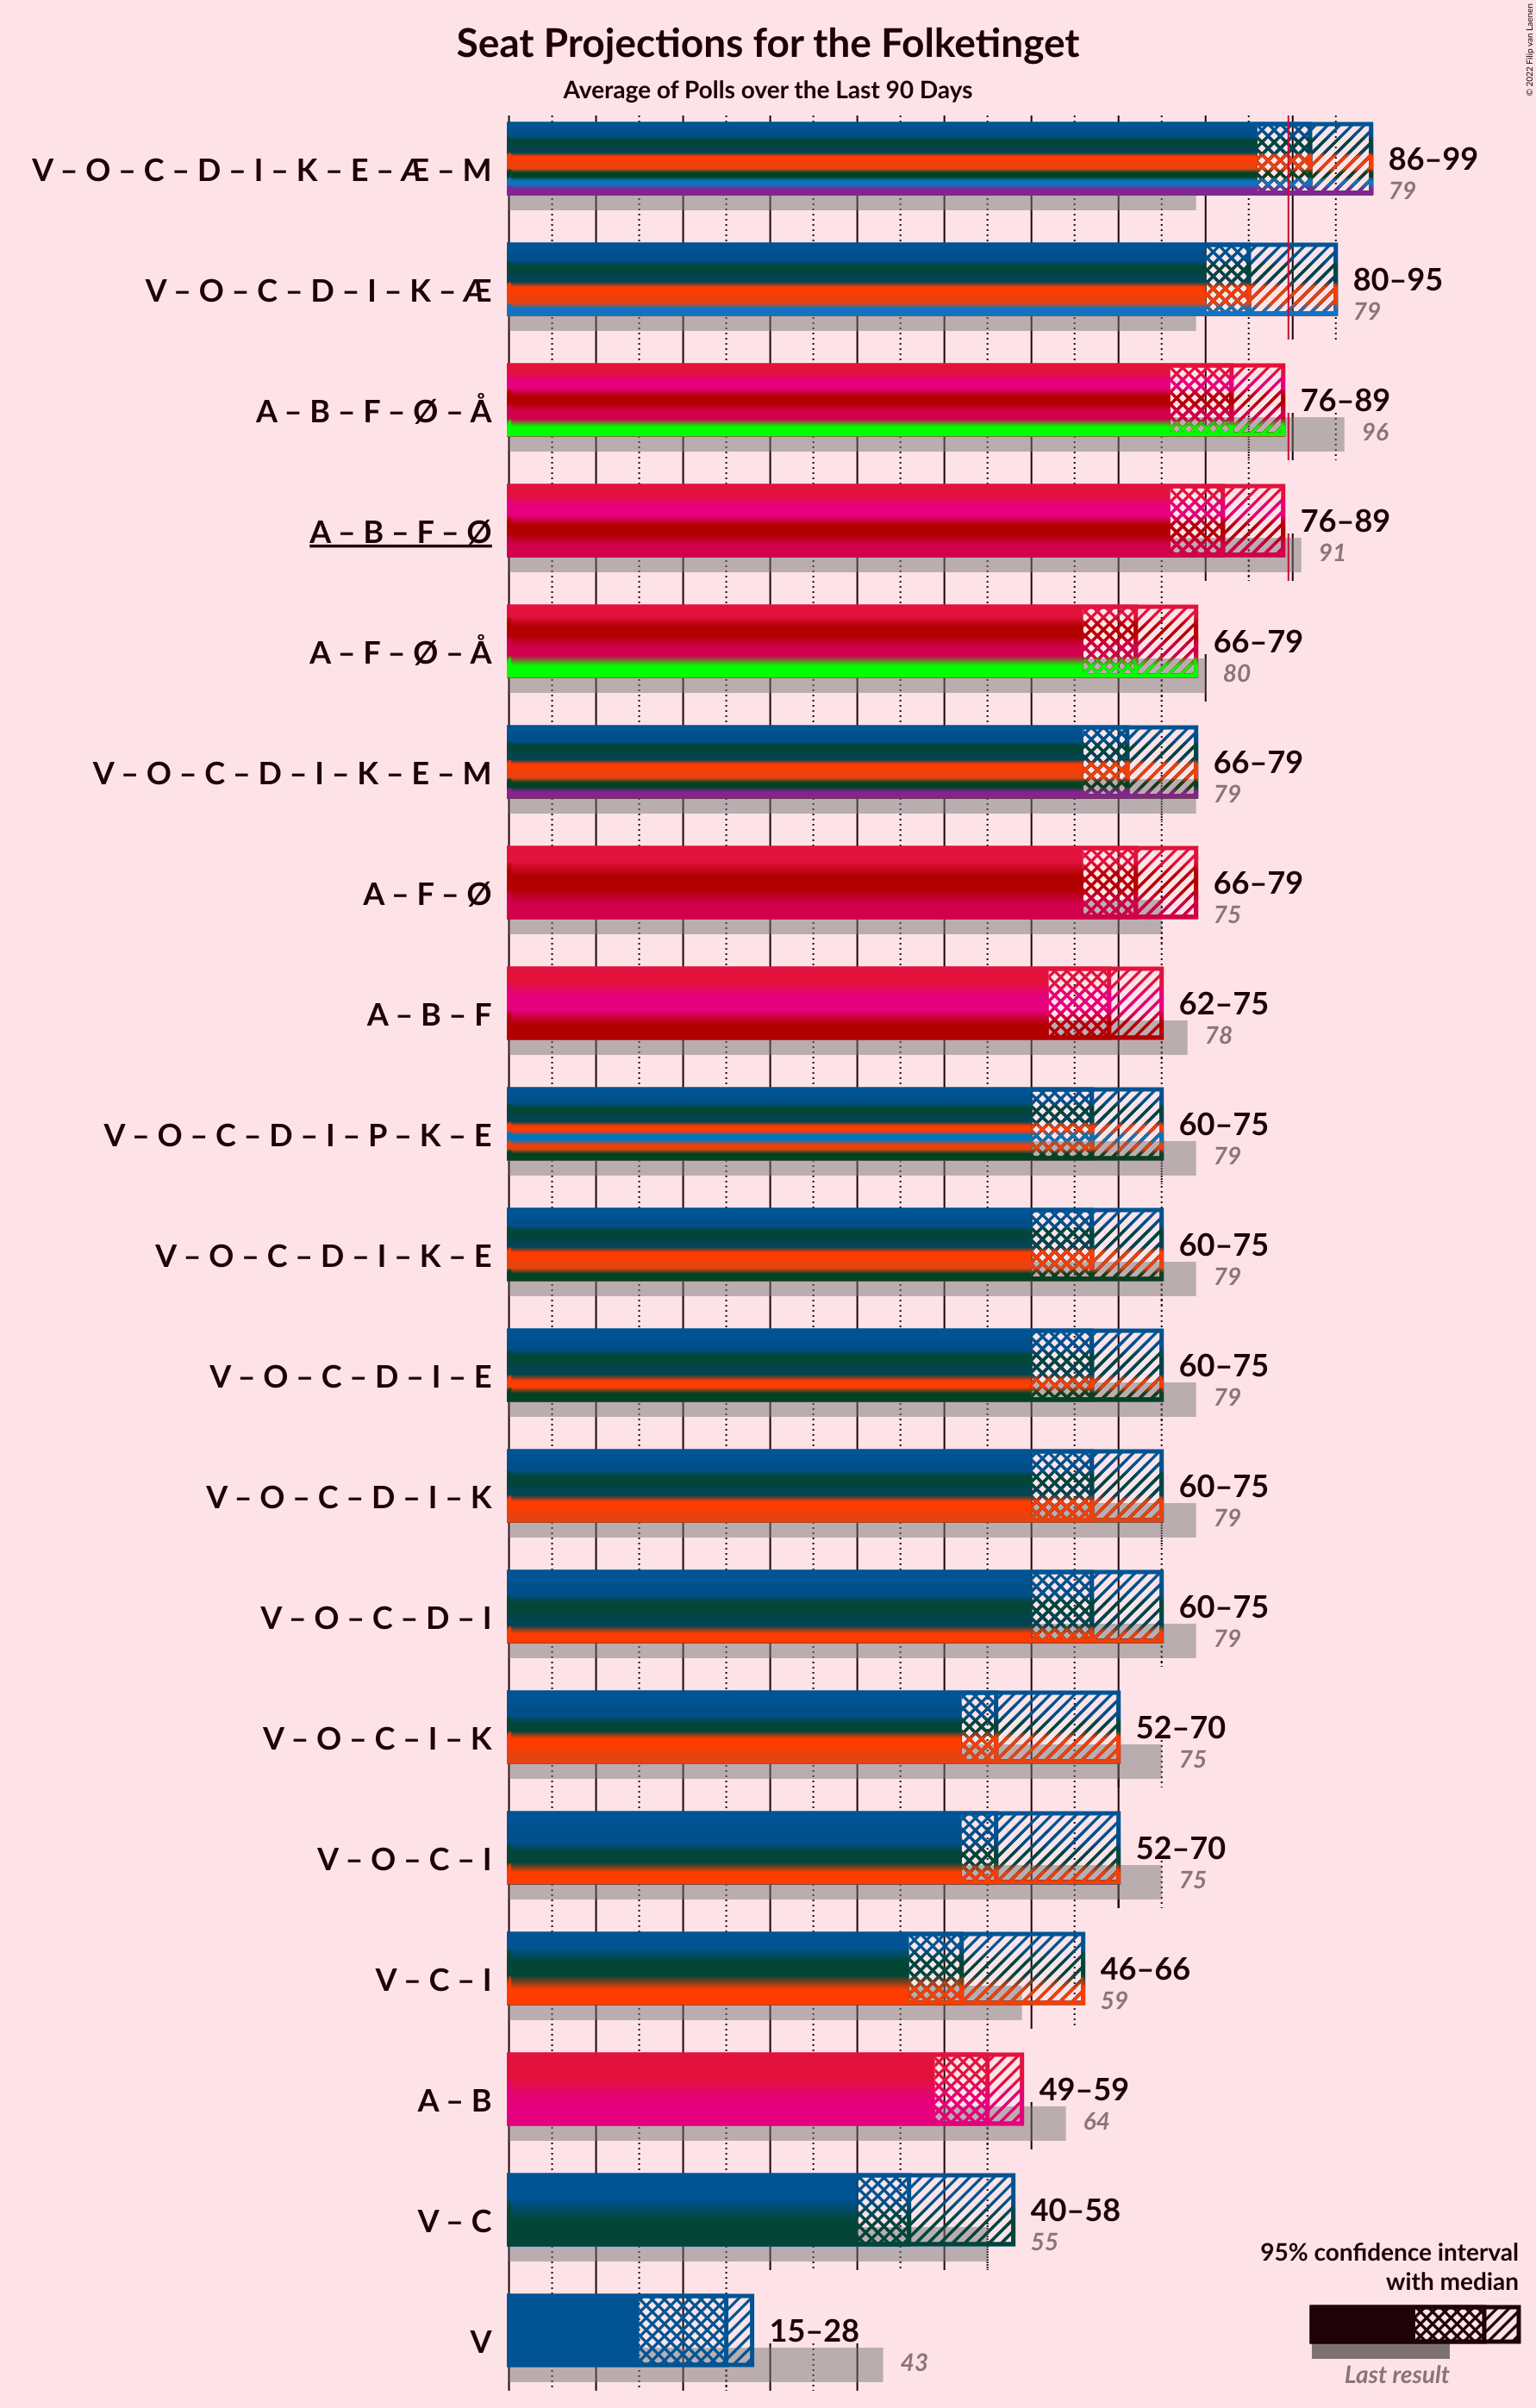 © 2022 Filip van Laenen
Seat Projections for the Folketinget
Average of Polls over the Last 90 Days
V – O – C – D – I – K – E – Æ – M
86–99
79
V – O – C – D – I – K – Æ
80–95
79
A – B – F – Ø – Å
76–89
96
A – B – F – Ø
76–89
91
A – F – Ø – Å
66–79
80
V – O – C – D – I – K – E – M
66–79
79
A – F – Ø
66–79
75
A – B – F
62–75
78
V – O – C – D – I – P – K – E
60–75
79
V – O – C – D – I – K – E
60–75
79
V – O – C – D – I – E
60–75
79
V – O – C – D – I – K
60–75
79
V – O – C – D – I
60–75
79
V – O – C – I – K
52–70
75
V – O – C – I
52–70
75
V – C – I
46–66
59
A – B
49–59
64
V – C
40–58
55
V
15–28
43
95% confidence interval
with median
Last result